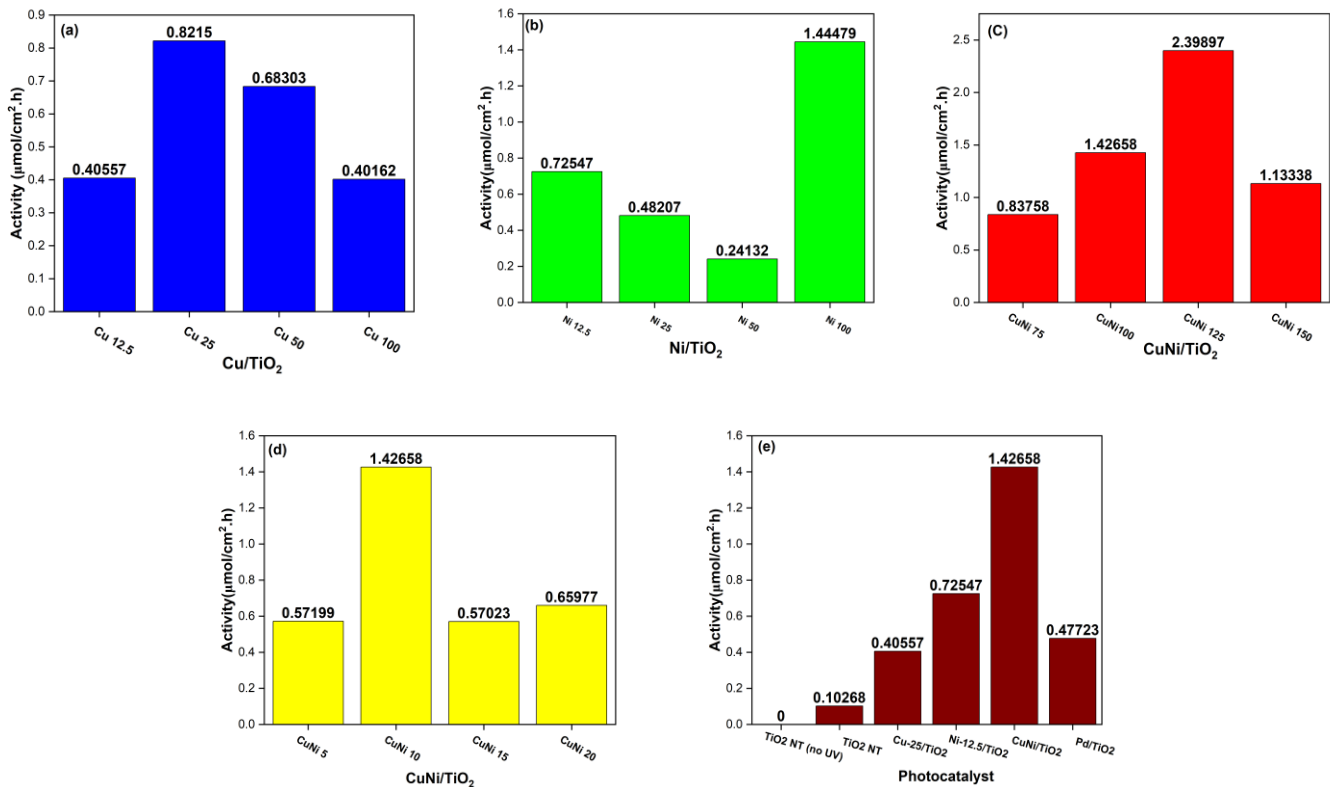 (a)
Activity (μmol/cm².h)
0.9
0.8
0.7
0.6
0.5
0.4
0.3
0.2
0.1
0.0
0.40557
0.8215
0.68303
0.40162
Cu 12.5
Cu 25
Cu 50
Cu 100
Cu/TiO₂
(b)
Activity(μmol/cm².h)
1.6
1.4
1.2
1.0
0.8
0.6
0.4
0.2
0.0
0.72547
0.48207
0.24132
1.44479
Ni 12.5
Ni 25
Ni 50
Ni 100
Ni/TiO₂
(C)
Activity(μmol/cm².h)
2.5
2.0
1.5
1.0
0.5
0.0
0.83758
1.42658
2.39897
1.13338
CuNi 75
CuNi100
CuNi 125
CuNi 150
CuNi/TiO₂
(d)
Activity(μmol/cm².h)
1.6
1.4
1.2
1.0
0.8
0.6
0.4
0.2
0.0
0.57199
1.42658
0.57023
0.65977
CuNi 5
CuNi 10
CuNi 15
CuNi 20
CuNi/TiO₂
(e)
Activity(μmol/cm²·h)
1.6
1.4
1.2
1.0
0.8
0.6
0.4
0.2
0.0
0
0.10268
0.40557
0.72547
1.42658
0.47723
TiO2 NT (no UV)
TiO2 NT
Cu-25/TiO2
Ni-12.5/TiO2
CuNi/TiO2
Pd/TiO2
Photocatalyst